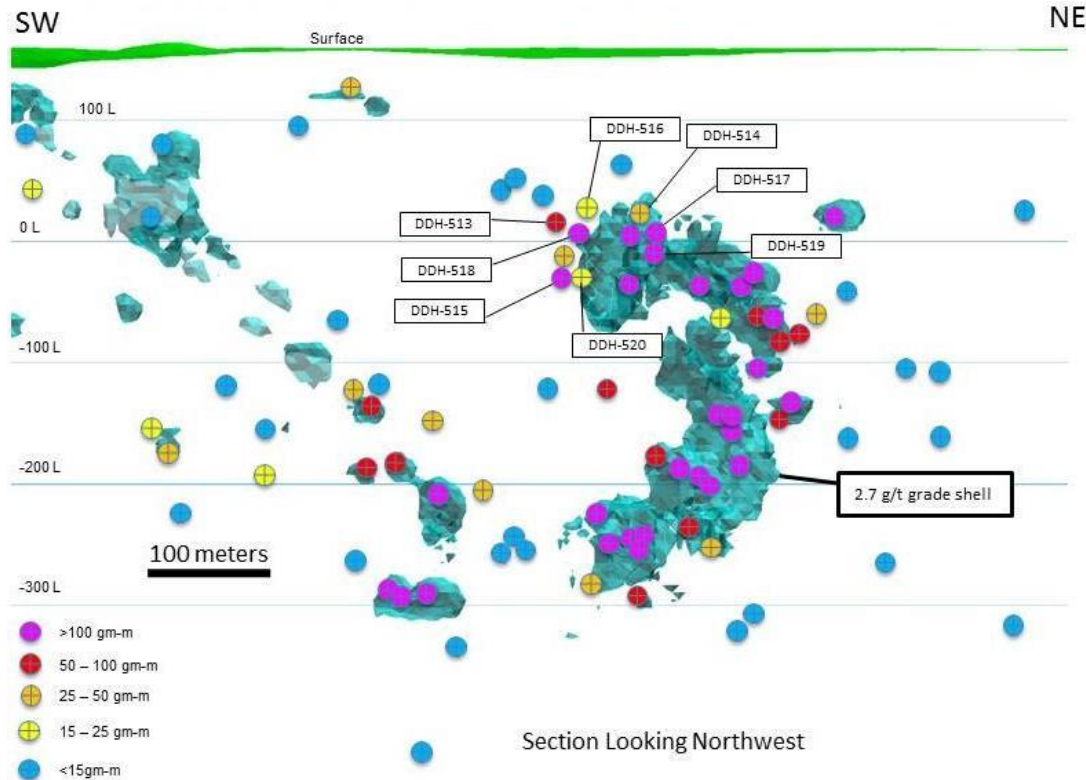 SW
NE
Surface
100 L
DDH-516
DDH-514
DDH-517
DDH-513
0 L
DDH-519
DDH-518
DDH-515
DDH-520
-100 L
-200 L
2.7 g/t grade shell
100 meters
-300 L
>100 gm-m
50 – 100 gm-m
25 – 50 gm-m
15 – 25 gm-m
<15gm-m
Section Looking Northwest